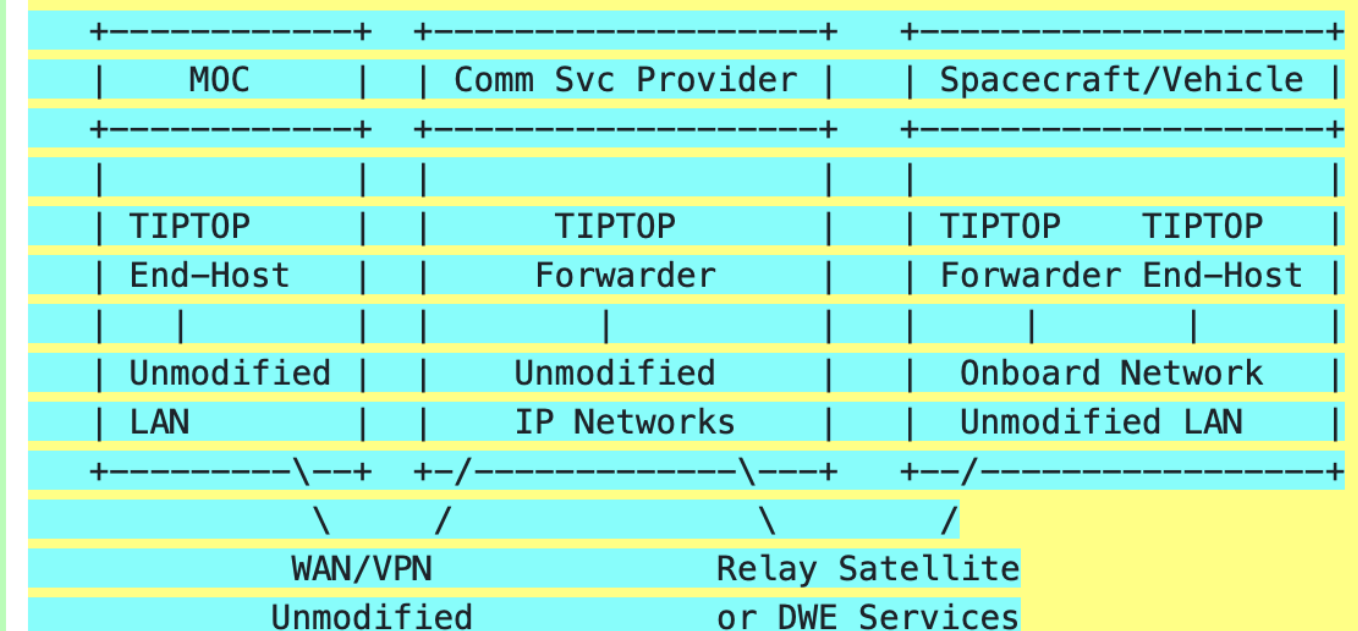 +------------+  +-------------------+   +--------------------+
|    MOC     |  | Comm Svc Provider |   | Spacecraft/Vehicle |
+------------+  +-------------------+   +--------------------+
|            |  |                   |   |                    |
| TIPTOP     |  |      TIPTOP       |   | TIPTOP    TIPTOP   |
| End-Host   |  |     Forwarder     |   | Forwarder End-Host |
|   |        |  |        |          |   |     |       |      |
| Unmodified |  |    Unmodified     |   |  Onboard Network   |
| LAN        |  |    IP Networks    |   |  Unmodified LAN    |
+---------\--+  +-/-------------\---+   +--/-----------------+
           \     /               \        /
          WAN/VPN              Relay Satellite
         Unmodified            or DWE Services